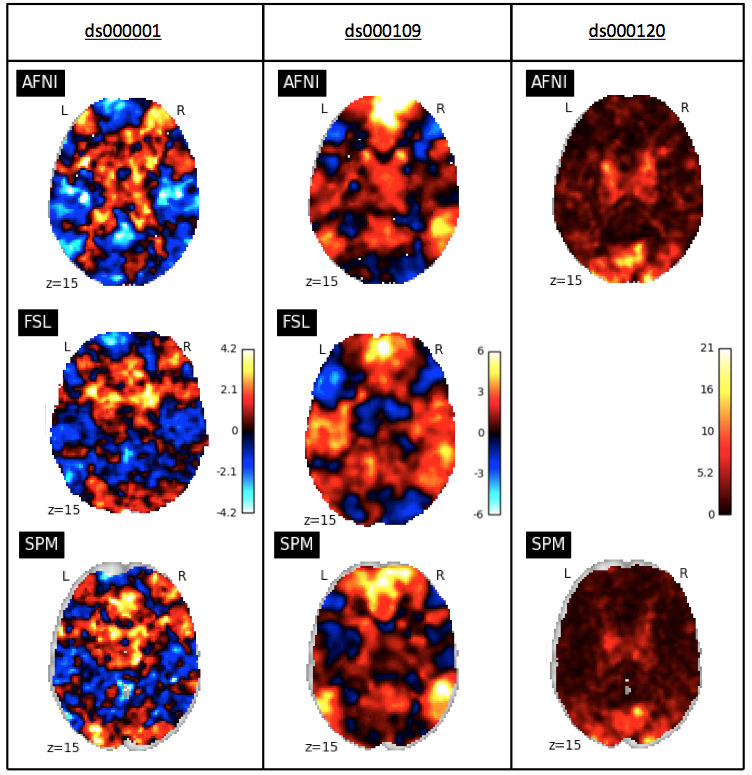 ds000001 ds000109 ds000120
AFNI AFNI AFNI
L R L R L R
z=15 z=15 z=15
FSL FSL
L R L R
4.2 6 21
2.1 3 16
0 0 10
-2.1 -3 5.2
-4.2 -6 0
z=15 z=15
SPM SPM SPM
L R L R L R
z=15 z=15 z=15